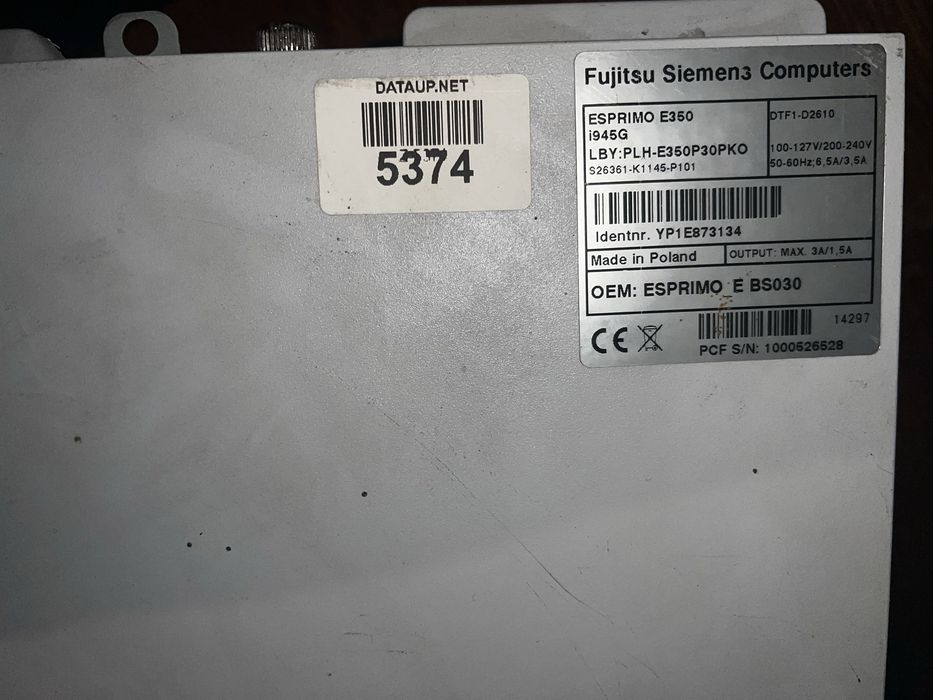 DATAUP.NET
5374
Fujitsu Siemens Computers
ESPRIMO E350
i945G
LBY:PLH-E350P30PKO
S26361-K1145-P101
DTF1-D2610
100-127V/200-240V
50-60Hz;6,5A/3,5A
Identnr. YP1E873134
Made in Poland
OUTPUT: MAX. 3A/1,5A
OEM: ESPRIMO E BS030
CE
14297
PCF S/N: 1000526528